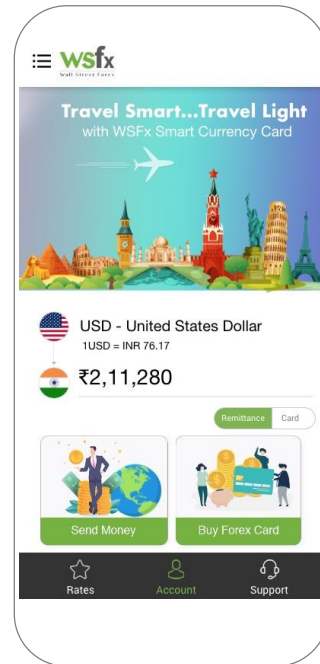 WSfx
Wall Street Forex
Travel Smart...Travel Light
with WSFx Smart Currency Card
USD - United States Dollar
1USD = INR 76.17
₹2,11,280
Remittance Card
Send Money Buy Forex Card
Rates Account Support